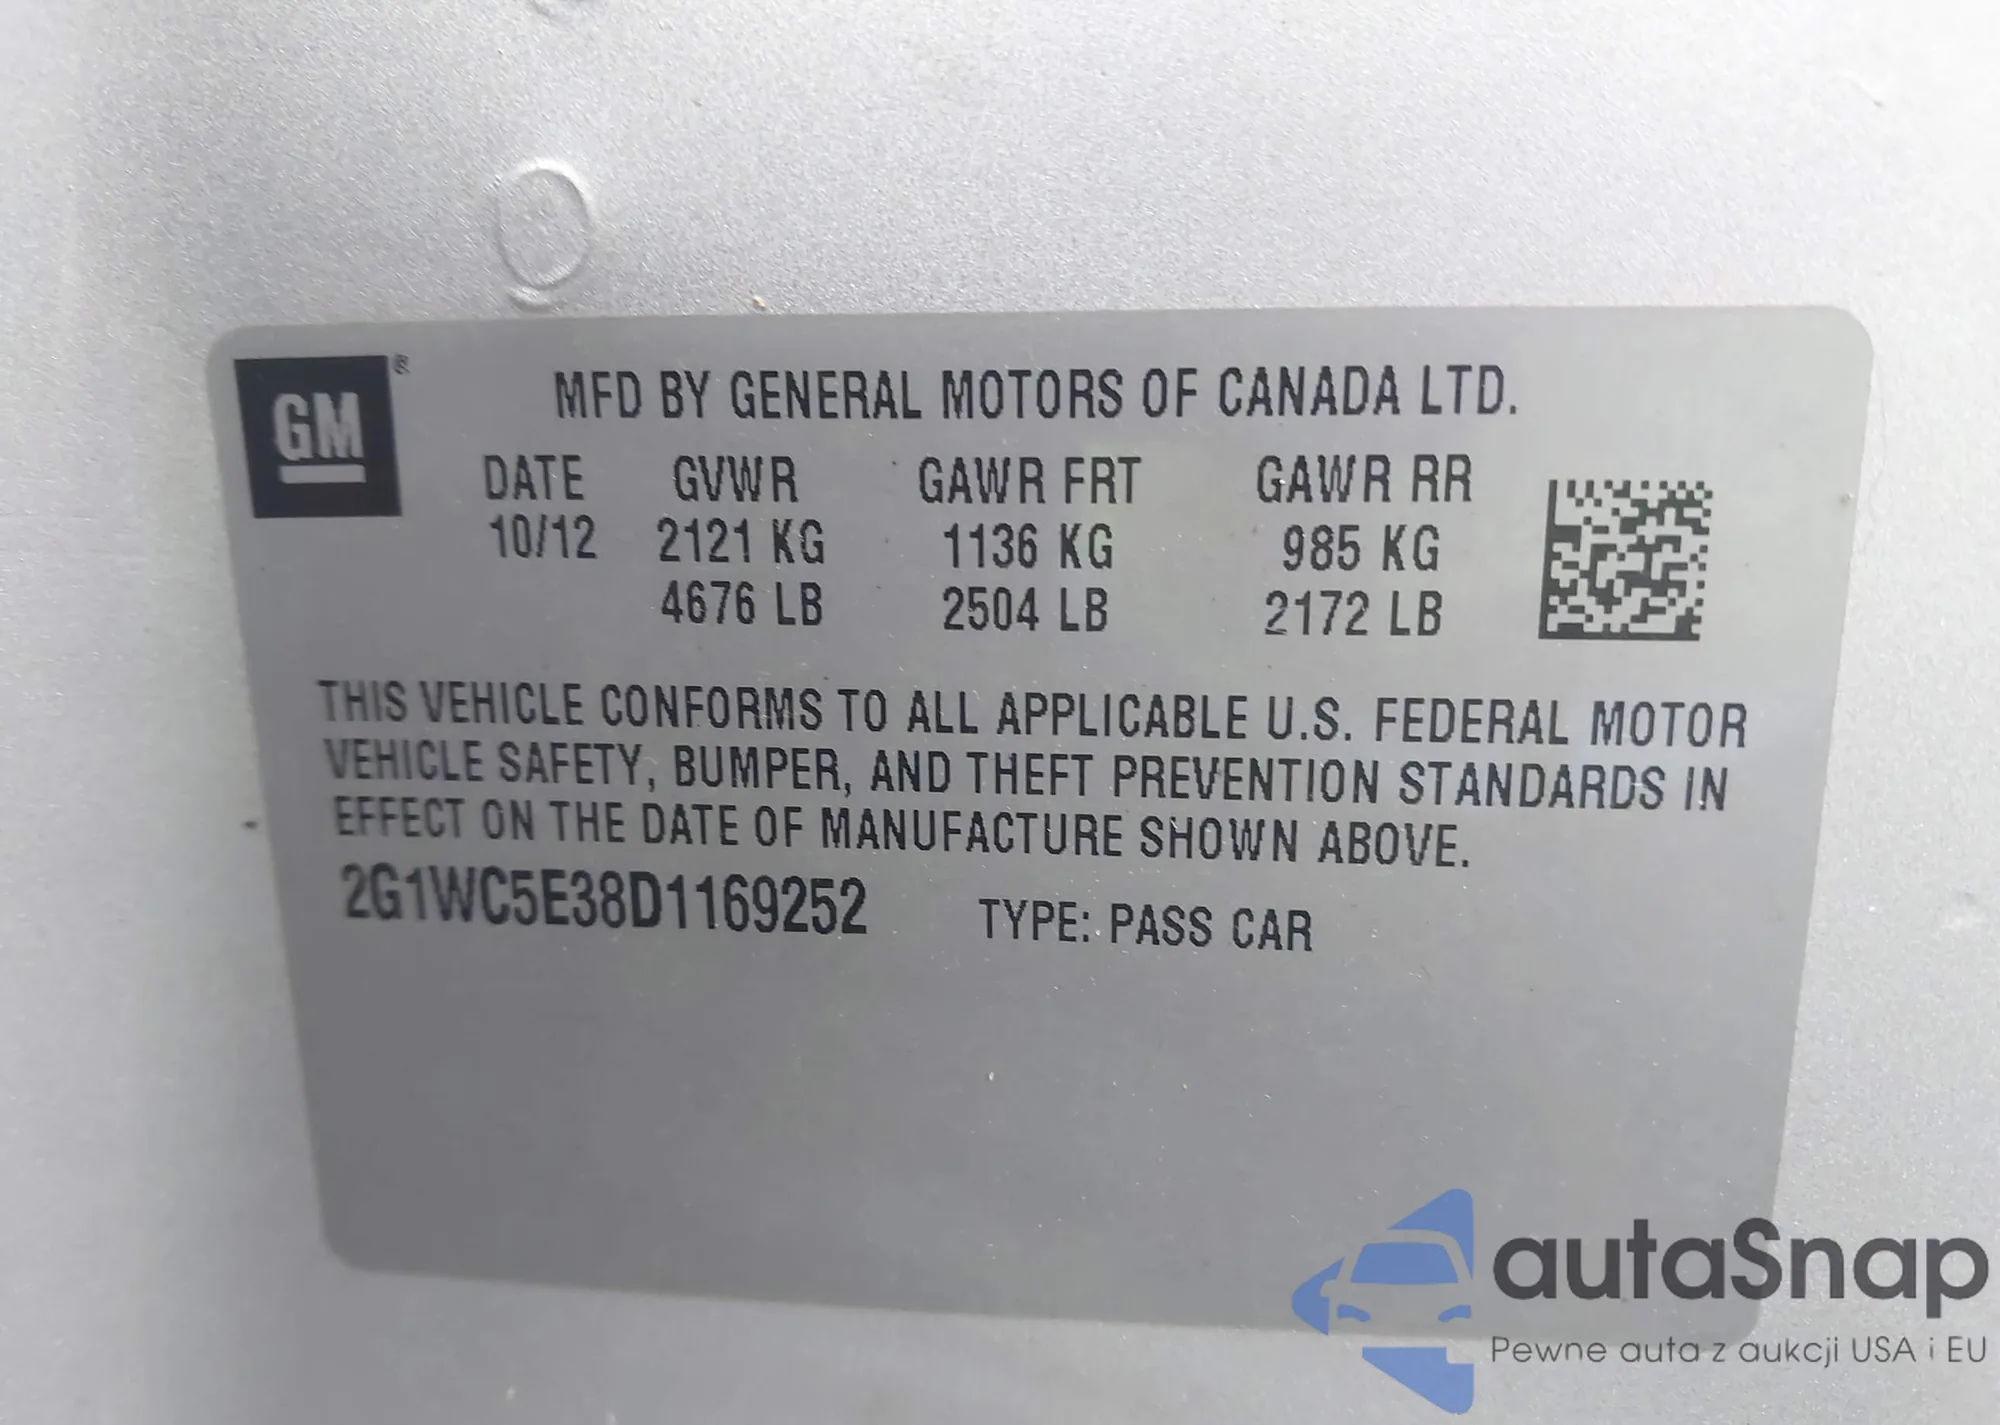 GM ®
MFD BY GENERAL MOTORS OF CANADA LTD.
DATE GVWR GAWR FRT GAWR RR
10/12 2121 KG 1136 KG 985 KG
4676 LB 2504 LB 2172 LB
THIS VEHICLE CONFORMS TO ALL APPLICABLE U.S. FEDERAL MOTOR
VEHICLE SAFETY, BUMPER, AND THEFT PREVENTION STANDARDS IN
EFFECT ON THE DATE OF MANUFACTURE SHOWN ABOVE.
2G1WC5E38D1169252 TYPE: PASS CAR
autaSnap
Pewne auta z aukcji USA i EU